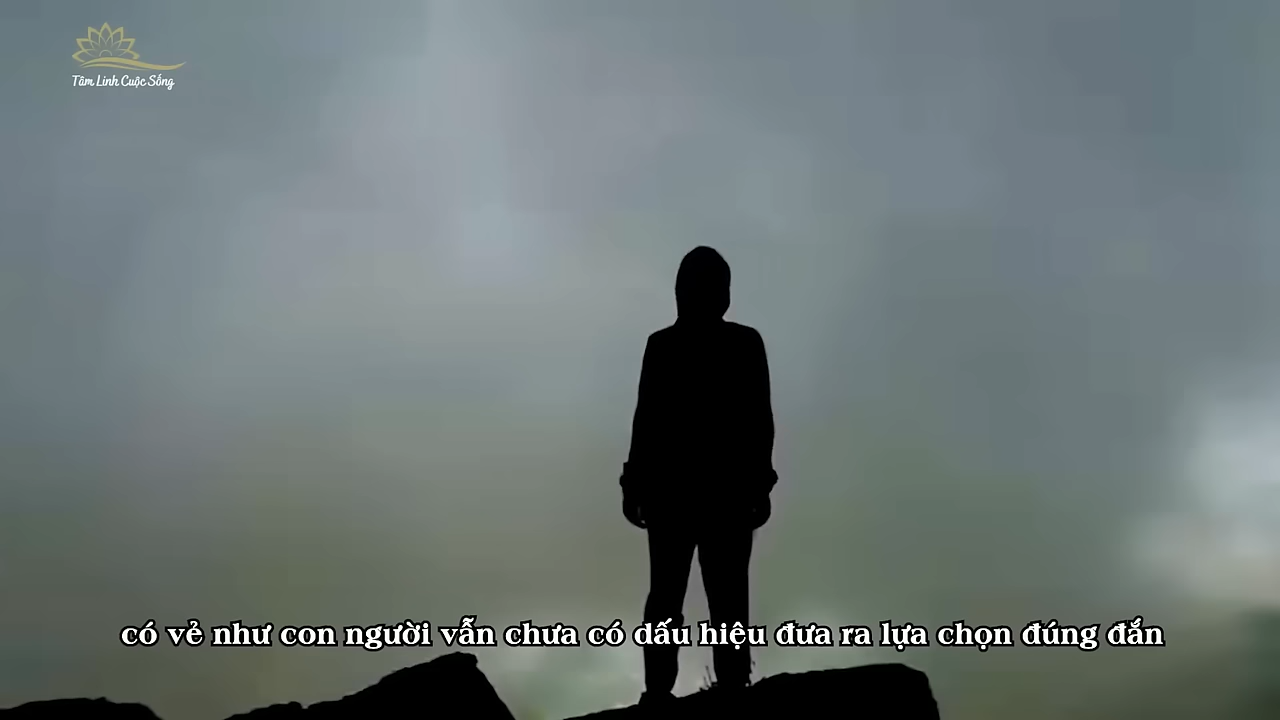 Tâm Linh Cuộc Sống
có vẻ như con người vẫn chưa có dấu hiệu đưa ra lựa chọn đúng đắn